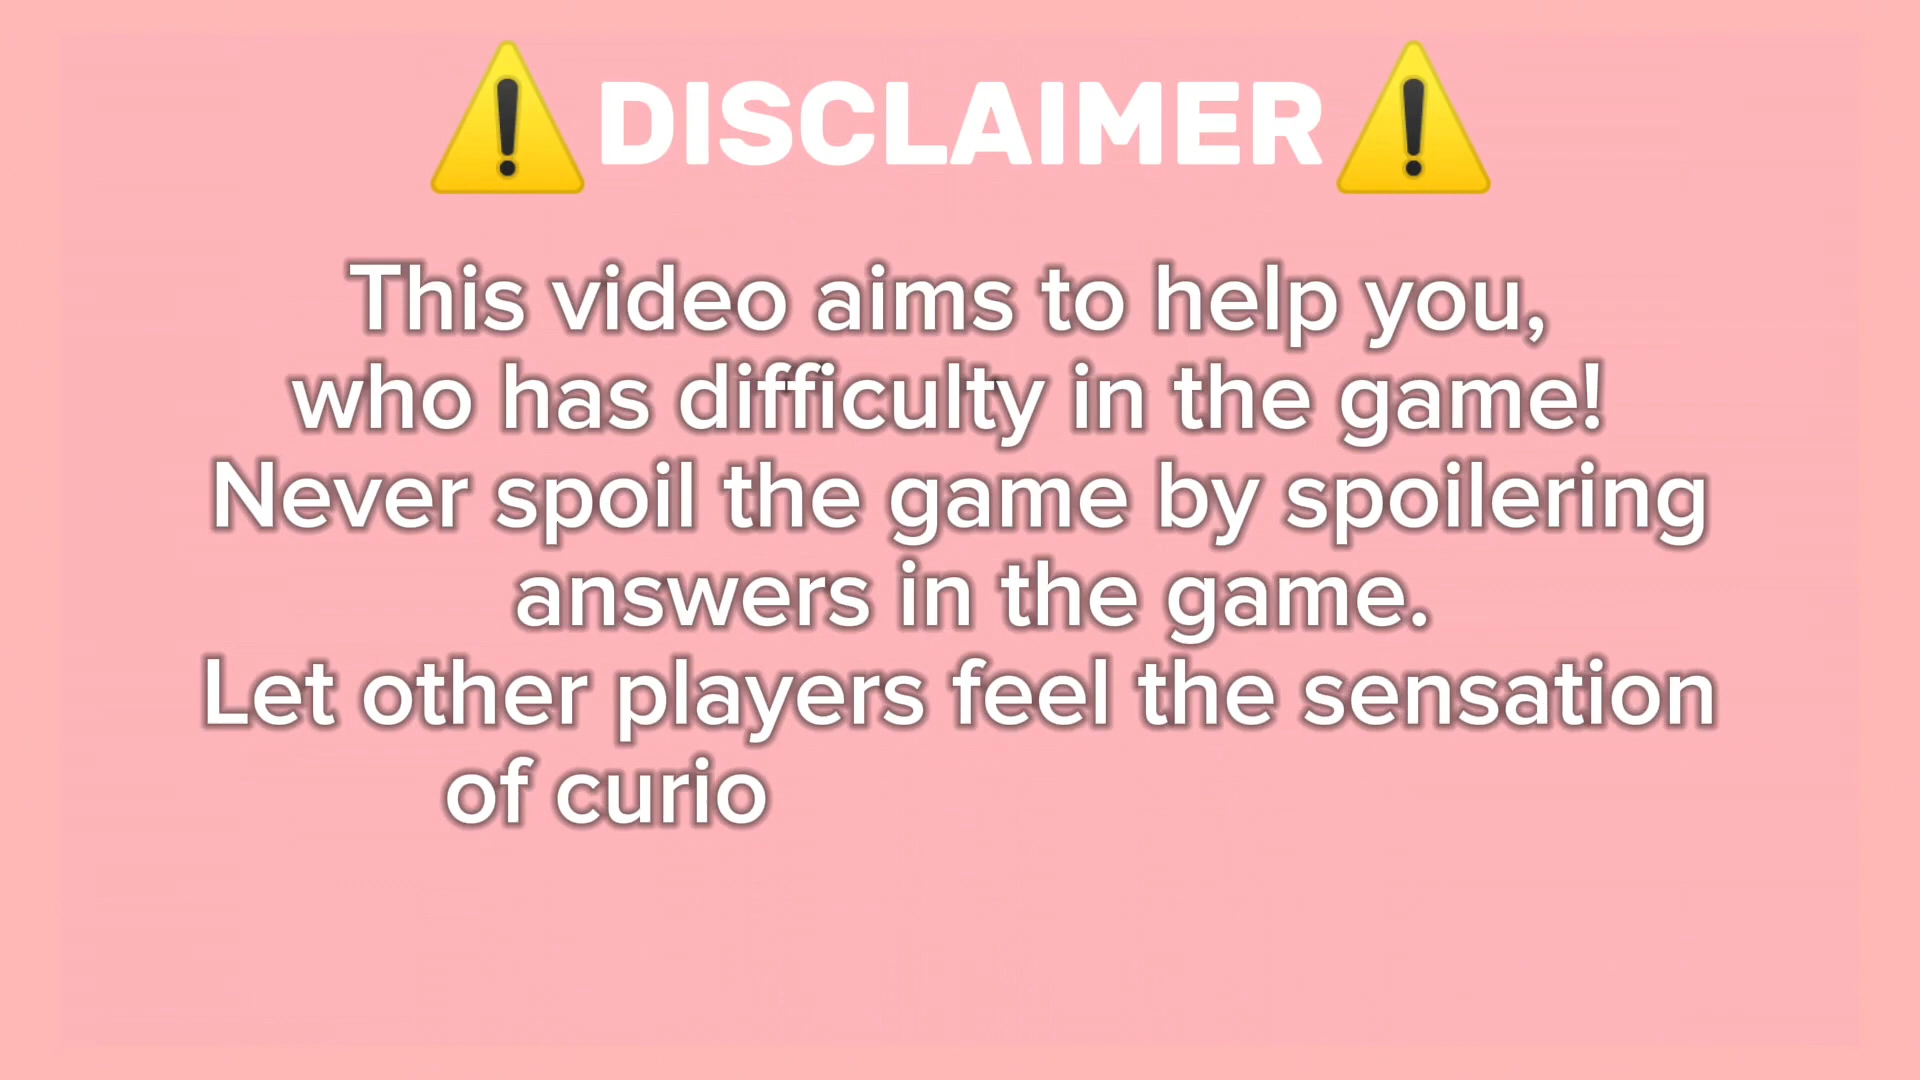 ⚠️DISCLAIMER⚠️
This video aims to help you,
who has difficulty in the game!
Never spoil the game by spoilering
answers in the game.
Let other players feel the sensation
of curio